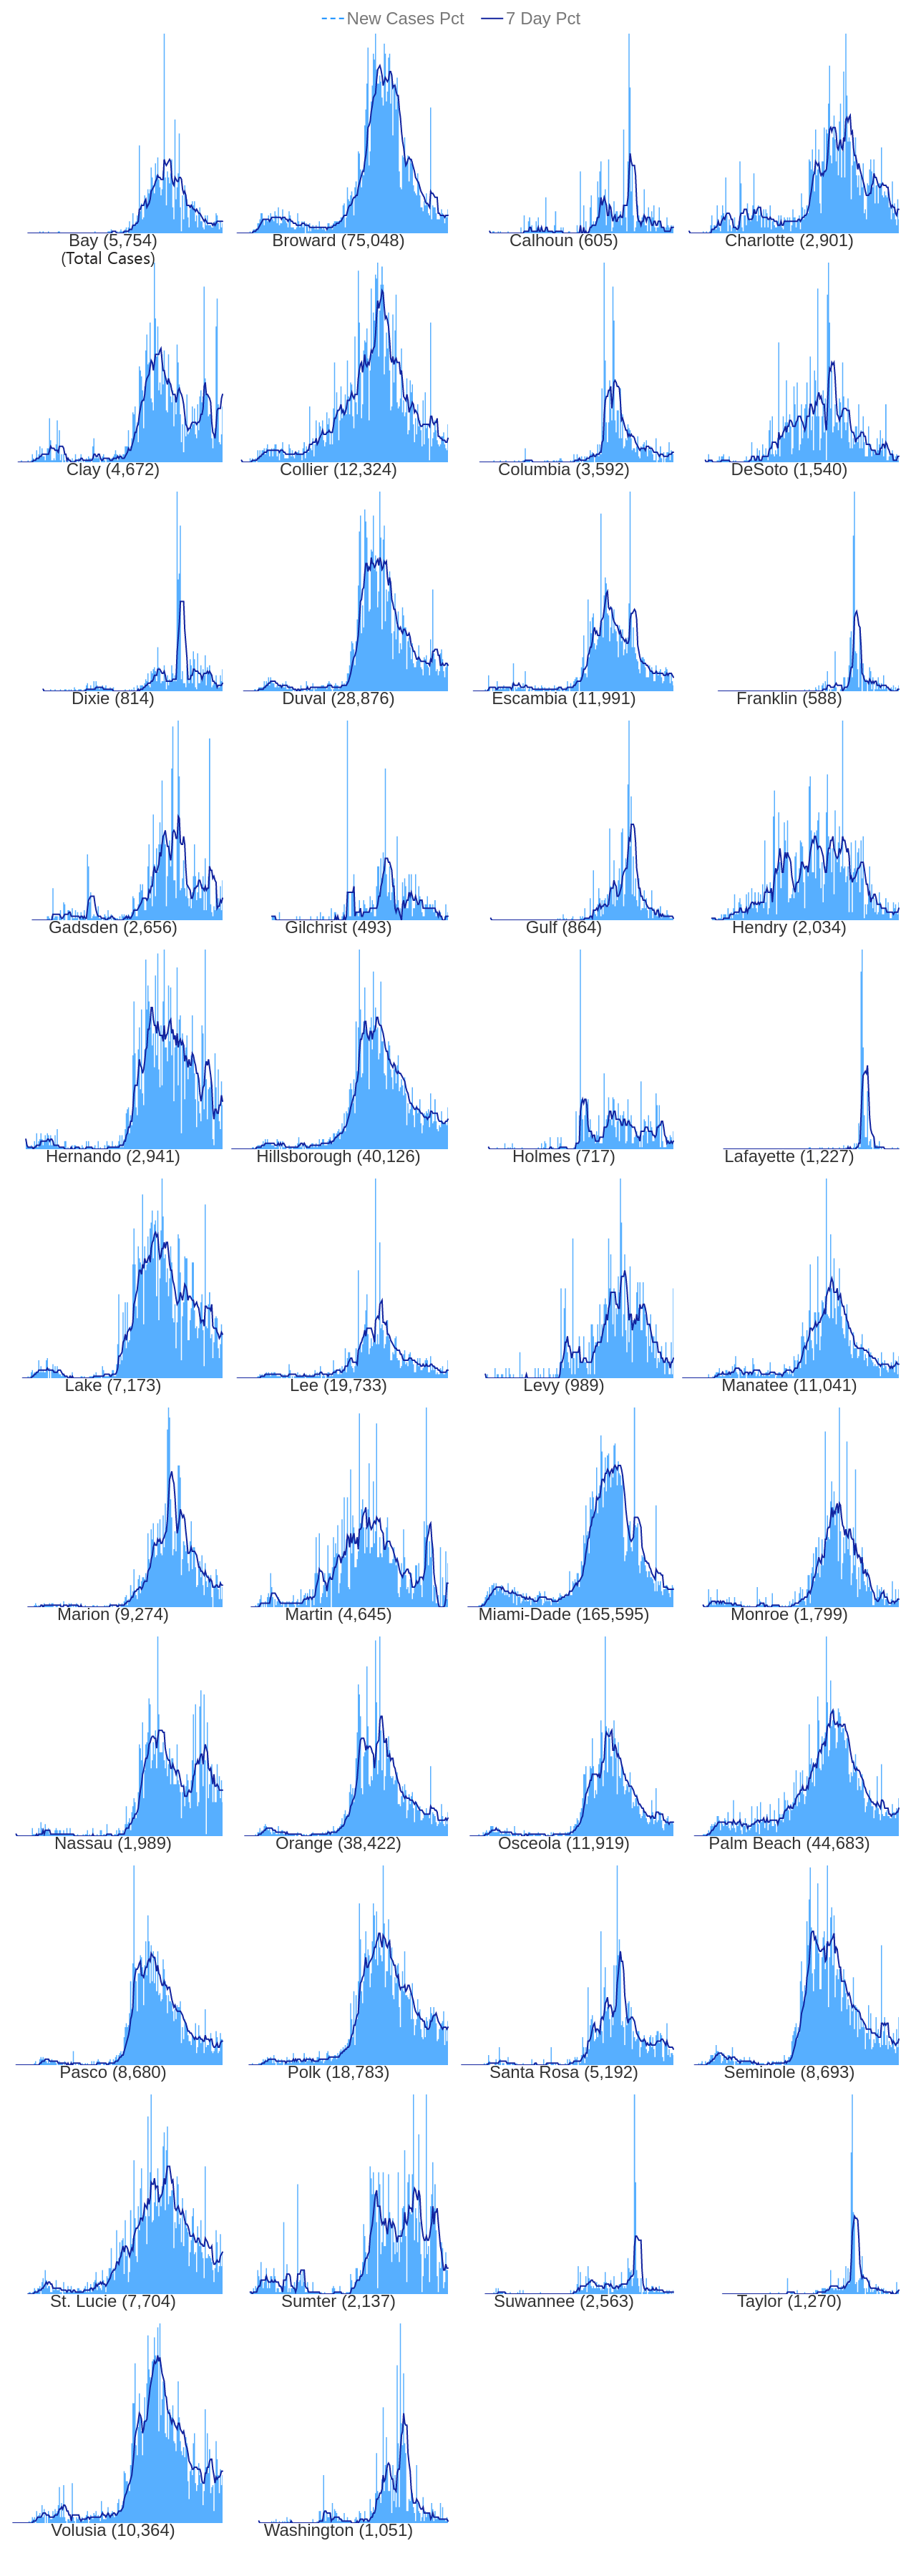 New Cases Pct 7 Day Pct
Bay (5,754) Broward (75,048) Calhoun (605) Charlotte (2,901)
(Total Cases)
Clay (4,672) Collier (12,324) Columbia (3,592) DeSoto (1,540)
Dixie (814) Duval (28,876) Escambia (11,991) Franklin (588)
Gadsden (2,656) Gilchrist (493) Gulf (864) Hendry (2,034)
Hernando (2,941) Hillsborough (40,126) Holmes (717) Lafayette (1,227)
Lake (7,173) Lee (19,733) Levy (989) Manatee (11,041)
Marion (9,274) Martin (4,645) Miami-Dade (165,595) Monroe (1,799)
Nassau (1,989) Orange (38,422) Osceola (11,919) Palm Beach (44,683)
Pasco (8,680) Polk (18,783) Santa Rosa (5,192) Seminole (8,693)
St. Lucie (7,704) Sumter (2,137) Suwannee (2,563) Taylor (1,270)
Volusia (10,364) Washington (1,051)